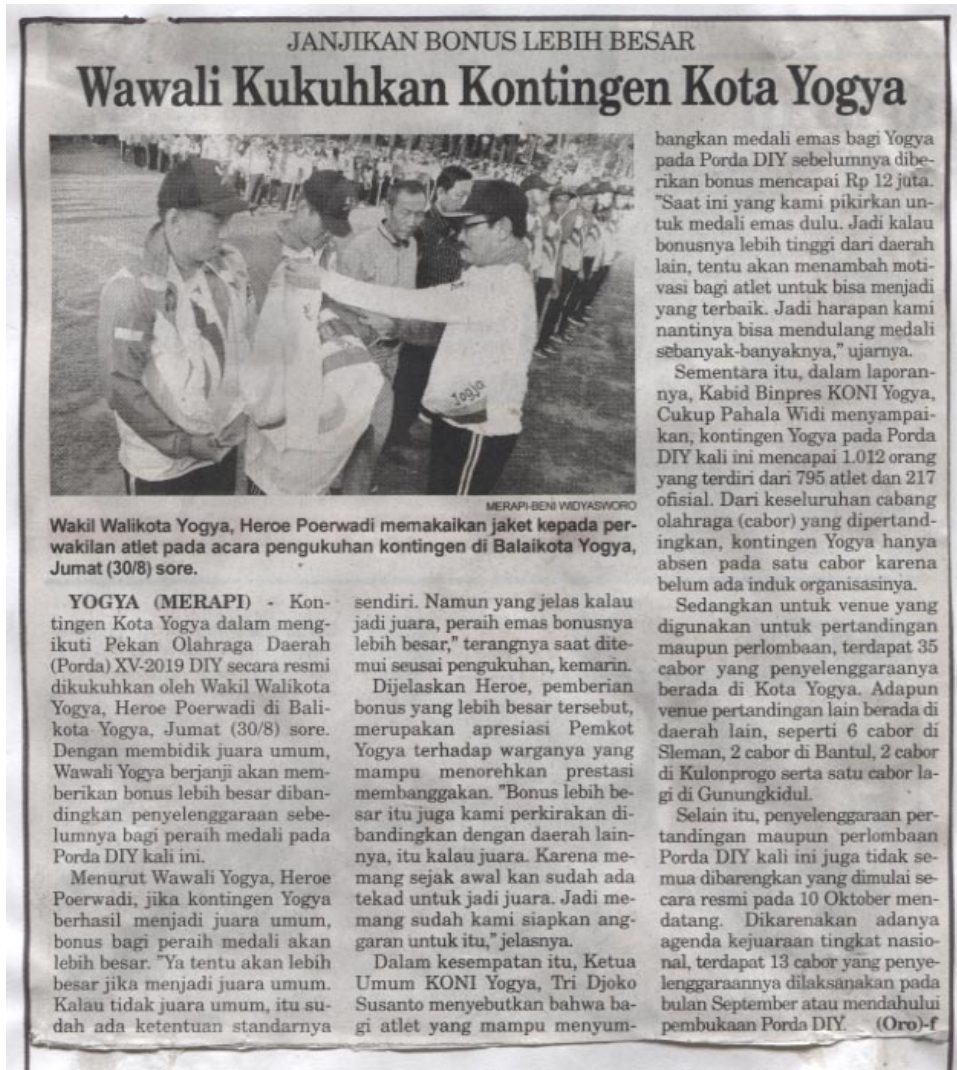 JANJIKAN BONUS LEBIH BESAR
Wawali Kukuhkan Kontingen Kota Yogya
Jogja
MERAPI-BENI WIDYASWORO
Wakil Walikota Yogya, Heroe Poerwadi memakaikan jaket kepada per-
wakilan atlet pada acara pengukuhan kontingen di Balaikota Yogya,
Jumat (30/8) sore.
YOGYA (MERAPI) - Kon-
tingen Kota Yogya dalam meng-
ikuti Pekan Olahraga Daerah
(Porda) XV-2019 DIY secara resmi
dikukuhkan oleh Wakil Walikota
Yogya, Heroe Poerwadi di Bali-
kota Yogya, Jumat (30/8) sore.
Dengan membidik juara umum,
Wawali Yogya berjanji akan mem-
berikan bonus lebih besar diban-
dingkan penyelenggaraan sebe-
lumnya bagi peraih medali pada
Porda DIY kali ini.
Menurut Wawali Yogya, Heroe
Poerwadi, jika kontingen Yogya
berhasil menjadi juara umum,
bonus bagi peraih medali akan
lebih besar. "Ya tentu akan lebih
besar jika menjadi juara umum.
Kalau tidak juara umum, itu su-
dah ada ketentuan standarnya
sendiri. Namun yang jelas kalau
jadi juara, peraih emas bonusnya
lebih besar," terangnya saat dite-
mui seusai pengukuhan, kemarin.
Dijelaskan Heroe, pemberian
bonus yang lebih besar tersebut,
merupakan apresiasi Pemkot
Yogya terhadap warganya yang
mampu menorehkan prestasi
membanggakan. "Bonus lebih be-
sar itu juga kami perkirakan di-
bandingkan dengan daerah lain-
nya, itu kalau juara. Karena me-
mang sejak awal kan sudah ada
tekad untuk jadi juara. Jadi me-
mang sudah kami siapkan ang-
garan untuk itu," jelasnya.
Dalam kesempatan itu, Ketua
Umum KONI Yogya, Tri Djoko
Susanto menyebutkan bahwa ba-
gi atlet yang mampu menyum-
bangkan medali emas bagi Yogya
pada Porda DIY sebelumnya dibe-
rikan bonus mencapai Rp 12 juta.
"Saat ini yang kami pikirkan un-
tuk medali emas dulu. Jadi kalau
bonusnya lebih tinggi dari daerah
lain, tentu akan menambah moti-
vasi bagi atlet untuk bisa menjadi
yang terbaik. Jadi harapan kami
nantinya bisa mendulang medali
sebanyak-banyaknya," ujarnya.
Sementara itu, dalam laporan-
nya, Kabid Binpres KONI Yogya,
Cukup Pahala Widi menyampai-
kan, kontingen Yogya pada Porda
DIY kali ini mencapai 1.012 orang
yang terdiri dari 795 atlet dan 217
ofisial. Dari keseluruhan cabang
olahraga (cabor) yang dipertand-
ingkan, kontingen Yogya hanya
absen pada satu cabor karena
belum ada induk organisasinya.
Sedangkan untuk venue yang
digunakan untuk pertandingan
maupun perlombaan, terdapat 35
cabor yang penyelenggaraanya
berada di Kota Yogya. Adapun
venue pertandingan lain berada di
daerah lain, seperti 6 cabor di
Sleman, 2 cabor di Bantul, 2 cabor
di Kulonprogo serta satu cabor la-
gi di Gunungkidul.
Selain itu, penyelenggaraan per-
tandingan maupun perlombaan
Porda DIY kali ini juga tidak se-
mua dibarengkan yang dimulai se-
cara resmi pada 10 Oktober men-
datang. Dikarenakan adanya
agenda kejuaraan tingkat nasio-
nal, terdapat 13 cabor yang penye-
lenggaraannya dilaksanakan pada
bulan September atau mendahului
pembukaan Porda DIY. (Oro)-f